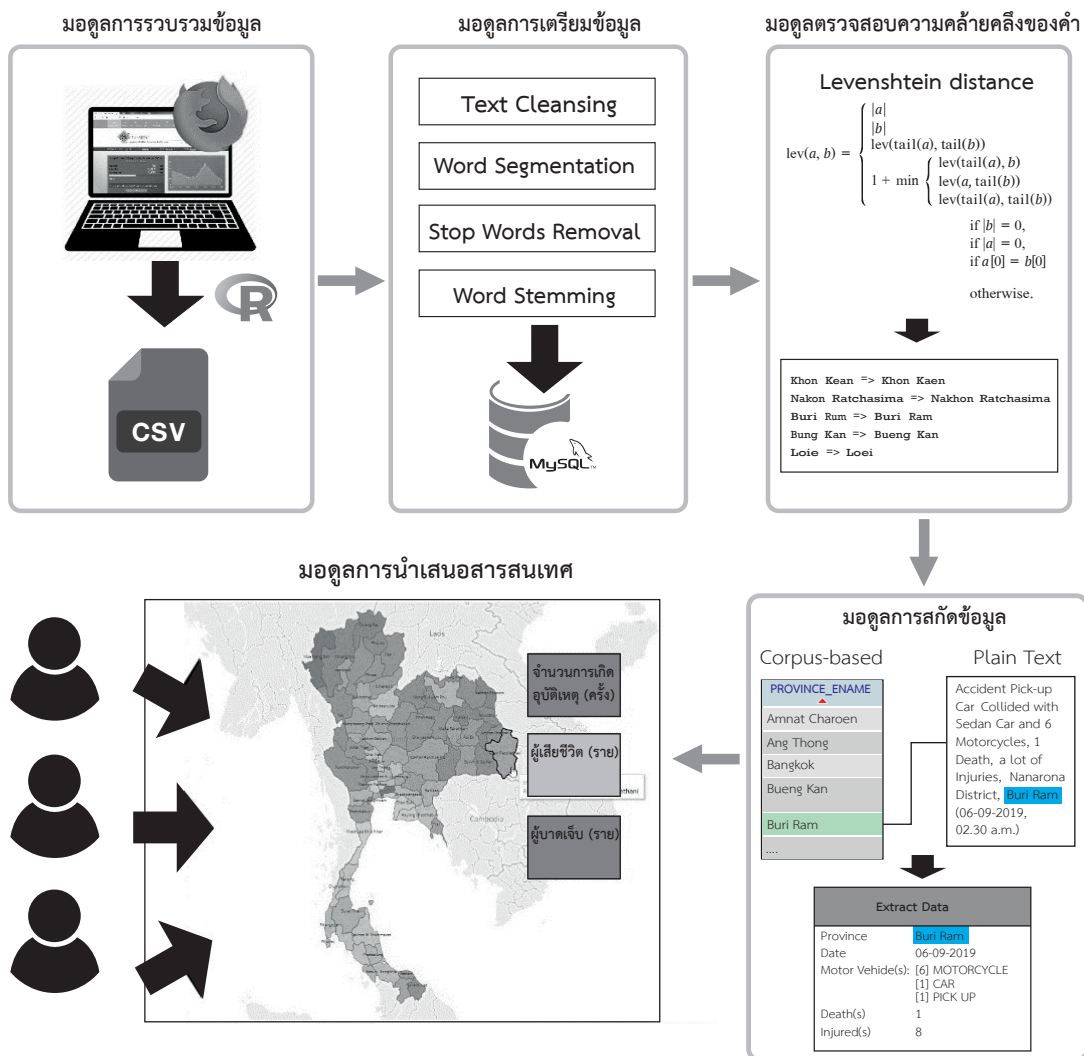 มอดูลการรวบรวมข้อมูล
CSV
มอดูลการเตรียมข้อมูล
Text Cleansing
Word Segmentation
Stop Words Removal
Word Stemming
MySQL
มอดูลตรวจสอบความคล้ายคลึงของคำ
Levenshtein distance
|a|
|b|
lev(tail(a), tail(b))
lev(a, b) =
1 + min
lev(tail(a), b)
lev(a, tail(b))
lev(tail(a), tail(b))
if |b| = 0,
if |a| = 0,
if a[0] = b[0]
otherwise.
Khon Kean => Khon Kaen
Nakon Ratchasima => Nakhon Ratchasima
Buri Rum => Buri Ram
Bung Kan => Bueng Kan
Loie => Loei
มอดูลการสกัดข้อมูล
Corpus-based
PROVINCE_ENAME
Amnat Charoen
Ang Thong
Bangkok
Bueng Kan
Buri Ram
....
Plain Text
Accident Pick-up
Car Collided with
Sedan Car and 6
Motorcycles, 1
Death, a lot of
Injuries, Nanarona
District, Buri Ram
(06-09-2019,
02.30 a.m.)
Extract Data
Province Buri Ram
Date 06-09-2019
Motor Vehide(s): [6] MOTORCYCLE
[1] CAR
[1] PICK UP
Death(s) 1
Injured(s) 8
มอดูลการนำเสนอสารสนเทศ
Laos
Cambodia
จำนวนการเกิด
อุบัติเหตุ (ครั้ง)
ผู้เสียชีวิต (ราย)
ผู้บาดเจ็บ (ราย)